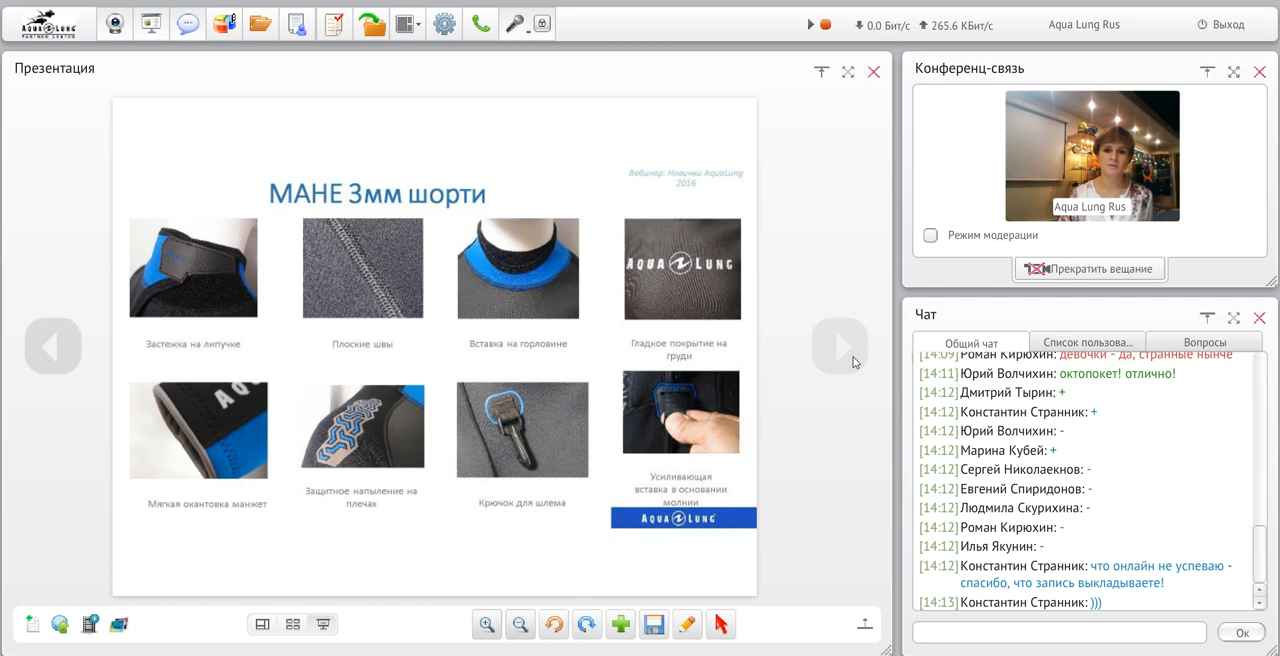 AQUA LUNG
PARTNER CENTER
0.0 Бит/с
265.6 КБит/с
Aqua Lung Rus
Выход
Презентация
Вебинар: Новинки AquaLung
2016
МАНЕ 3мм шорти
AQUA LUNG
Застежка на липучке
Плоские швы
Вставка на горловине
Гладкое покрытие на
груди
Мягкая окантовка манжет
Защитное напыление на
плечах
Крючок для шлема
Усиливающая
вставка в основании
молнии
AQUA LUNG
Конференц-связь
Aqua Lung Rus
Режим модерации
Прекратить вещание
Чат
Общий чат
Список пользова...
Вопросы
[14:09] Роман Кирюхин: девочки - да, странные нынче
[14:11] Юрий Волчихин: октопокет! отлично!
[14:12] Дмитрий Тырин: +
[14:12] Константин Странник: +
[14:12] Юрий Волчихин: -
[14:12] Марина Кубей: +
[14:12] Сергей Николаекнов: -
[14:12] Евгений Спиридонов: -
[14:12] Людмила Скурихина: -
[14:12] Роман Кирюхин: -
[14:12] Илья Якунин: -
[14:12] Константин Странник: что онлайн не успеваю -
спасибо, что запись выкладываете!
[14:13] Константин Странник: )))
Ок